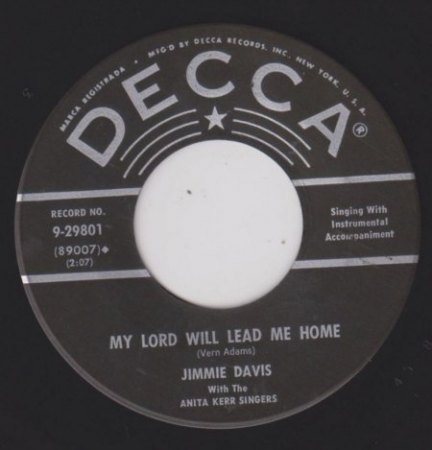 MARCA REGISTRADA • MFG'D BY DECCA RECORDS, INC., NEW YORK, U. S. A.
DECCA®
RECORD NO.
9-29801
(89007)♦
(2:07)
Singing With
Instrumental
Accompaniment
MY LORD WILL LEAD ME HOME
(Vern Adams)
JIMMIE DAVIS
With The
ANITA KERR SINGERS